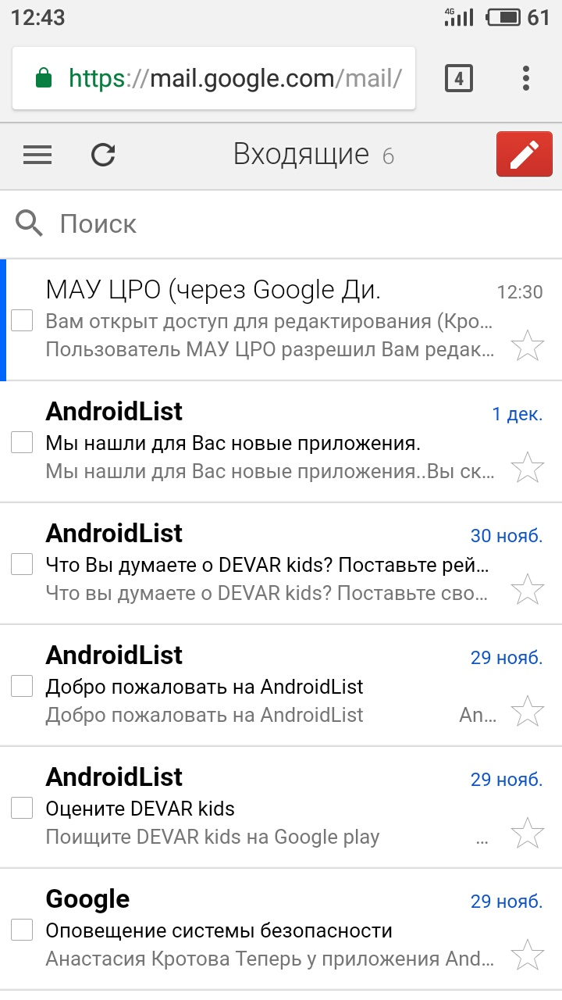 12:43
4G 61
https://mail.google.com/mail/
4
Входящие 6
Поиск
МАУ ЦРО (через Google Ди. 12:30
Вам открыт доступ для редактирования (Кро...
Пользователь МАУ ЦРО разрешил Вам редак...
AndroidList 1 дек.
Мы нашли для Вас новые приложения.
Мы нашли для Вас новые приложения..Вы ск...
AndroidList 30 нояб.
Что Вы думаете о DEVAR kids? Поставьте рей...
Что вы думаете о DEVAR kids? Поставьте сво...
AndroidList 29 нояб.
Добро пожаловать на AndroidList
Добро пожаловать на AndroidList An...
AndroidList 29 нояб.
Оцените DEVAR kids
Поищите DEVAR kids на Google play ...
Google 29 нояб.
Оповещение системы безопасности
Анастасия Кротова Теперь у приложения And...